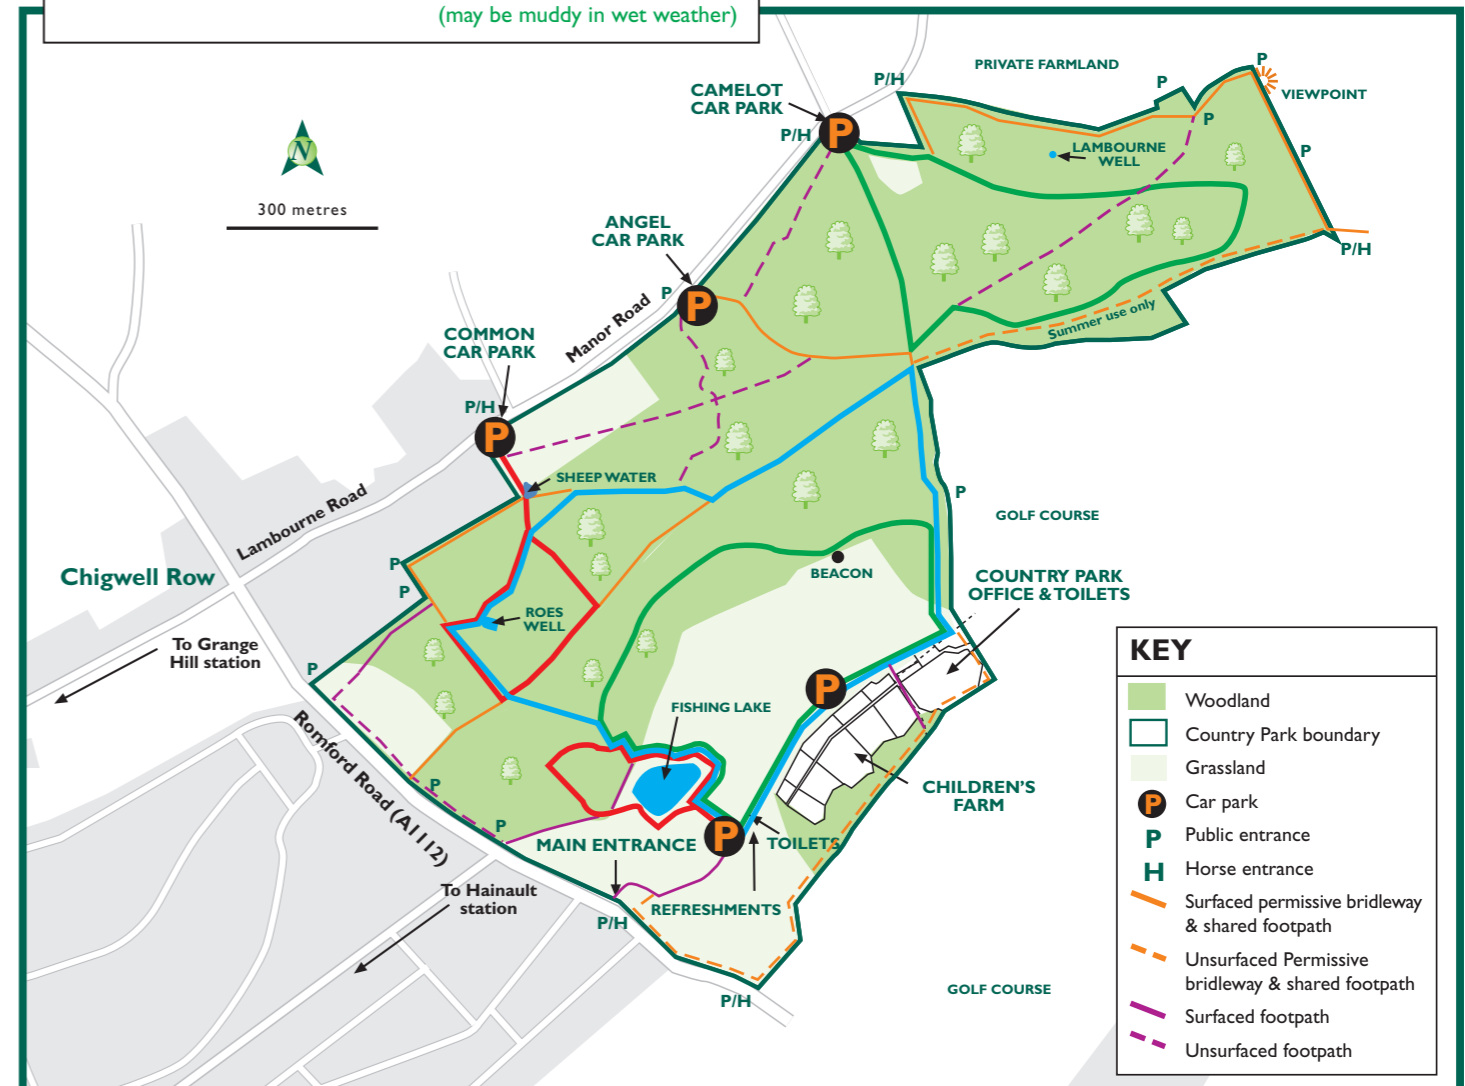 (may be muddy in wet weather)
N
300 metres
CAMELOT
CAR PARK
P
P/H
P/H
PRIVATE FARMLAND
P
P
VIEWPOINT
P
P
LAMBOURNE
WELL
P/H
Summer use only
ANGEL
CAR PARK
P
P
Manor Road
COMMON
CAR PARK
P/H
P
SHEEP WATER
Lambourne Road
Chigwell Row
P
P
ROES
WELL
To Grange
Hill station
P
P
GOLF COURSE
BEACON
COUNTRY PARK
OFFICE & TOILETS
P
FISHING LAKE
Romford Road (A1112)
P
P
CHILDREN'S
FARM
MAIN ENTRANCE
P
TOILETS
REFRESHMENTS
To Hainault
station
P/H
P/H
GOLF COURSE
KEY
Woodland
Country Park boundary
Grassland
P
Car park
P
Public entrance
H
Horse entrance
Surfaced permissive bridleway
& shared footpath
Unsurfaced Permissive
bridleway & shared footpath
Surfaced footpath
Unsurfaced footpath